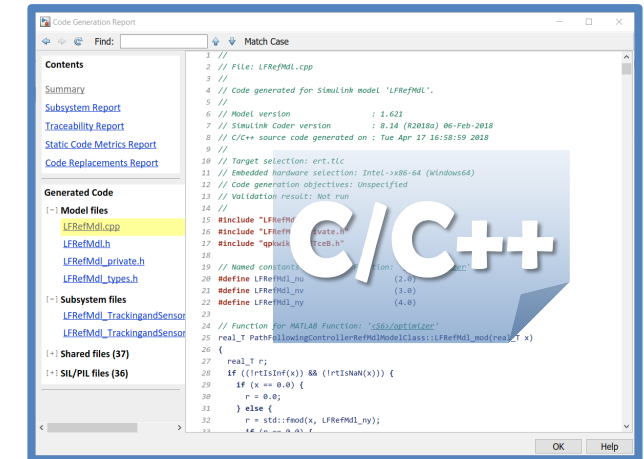 Code Generation Report
Find:
Match Case
Contents
Summary
Subsystem Report
Traceability Report
Static Code Metrics Report
Code Replacements Report
Generated Code
[-] Model files
LFRefMdl.cpp
LFRefMdl.h
LFRefMdl_private.h
LFRefMdl_types.h
[-] Subsystem files
LFRefMdl_TrackingandSensor
LFRefMdl_TrackingandSensor
[+] Shared files (37)
[+] SIL/PIL files (36)
1 //
2 // File: LFRefMdl.cpp
3 //
4 // Code generated for Simulink model 'LFRefMdl'.
5 //
6 // Model version : 1.621
7 // Simulink Coder version : 8.14 (R2018a) 06-Feb-2018
8 // C/C++ source code generated on : Tue Apr 17 16:58:59 2018
9 //
10 // Target selection: ert.tlc
11 // Embedded hardware selection: Intel->x86-64 (Windows64)
12 // Code generation objectives: Unspecified
13 // Validation result: Not run
14 //
15 #include
16 #include
17 #include
18
19 // Named constants
20 #define LFRefMdl_nu (2.0)
21 #define LFRefMdl_nv (3.0)
22 #define LFRefMdl_ny (4.0)
23
24 // Function for MATLAB Function: '<S6>/optimizer'
25 real_T PathFollowingControllerRefMdlModelClass::LFRefMdl_mod(real_T x)
26 {
27 real_T r;
28 if ((!rtIsInf(x)) && (!rtIsNaN(x))) {
29 if (x == 0.0) {
30 r = 0.0;
31 } else {
32 r = std::fmod(x, LFRefMdl_ny);
C/C++
OK
Help